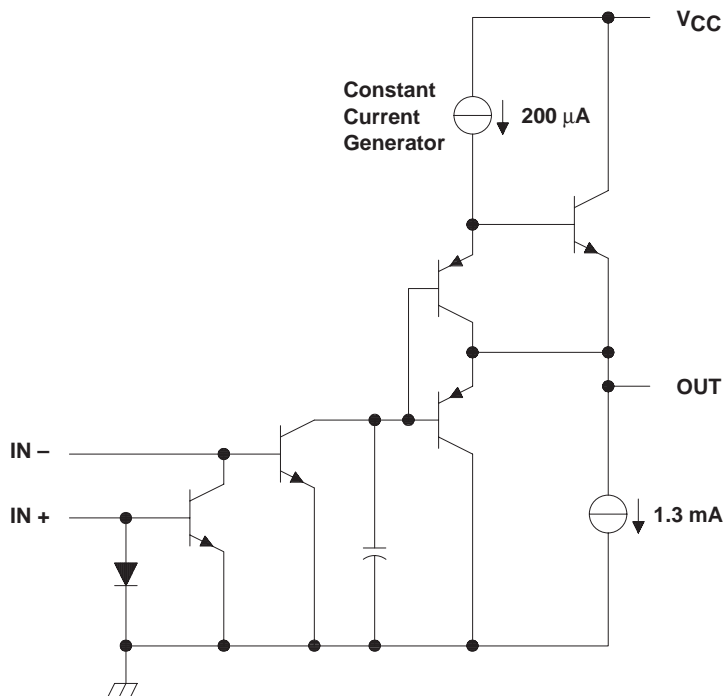 VCC
Constant
Current
Generator
200 µA
OUT
IN –
IN +
1.3 mA